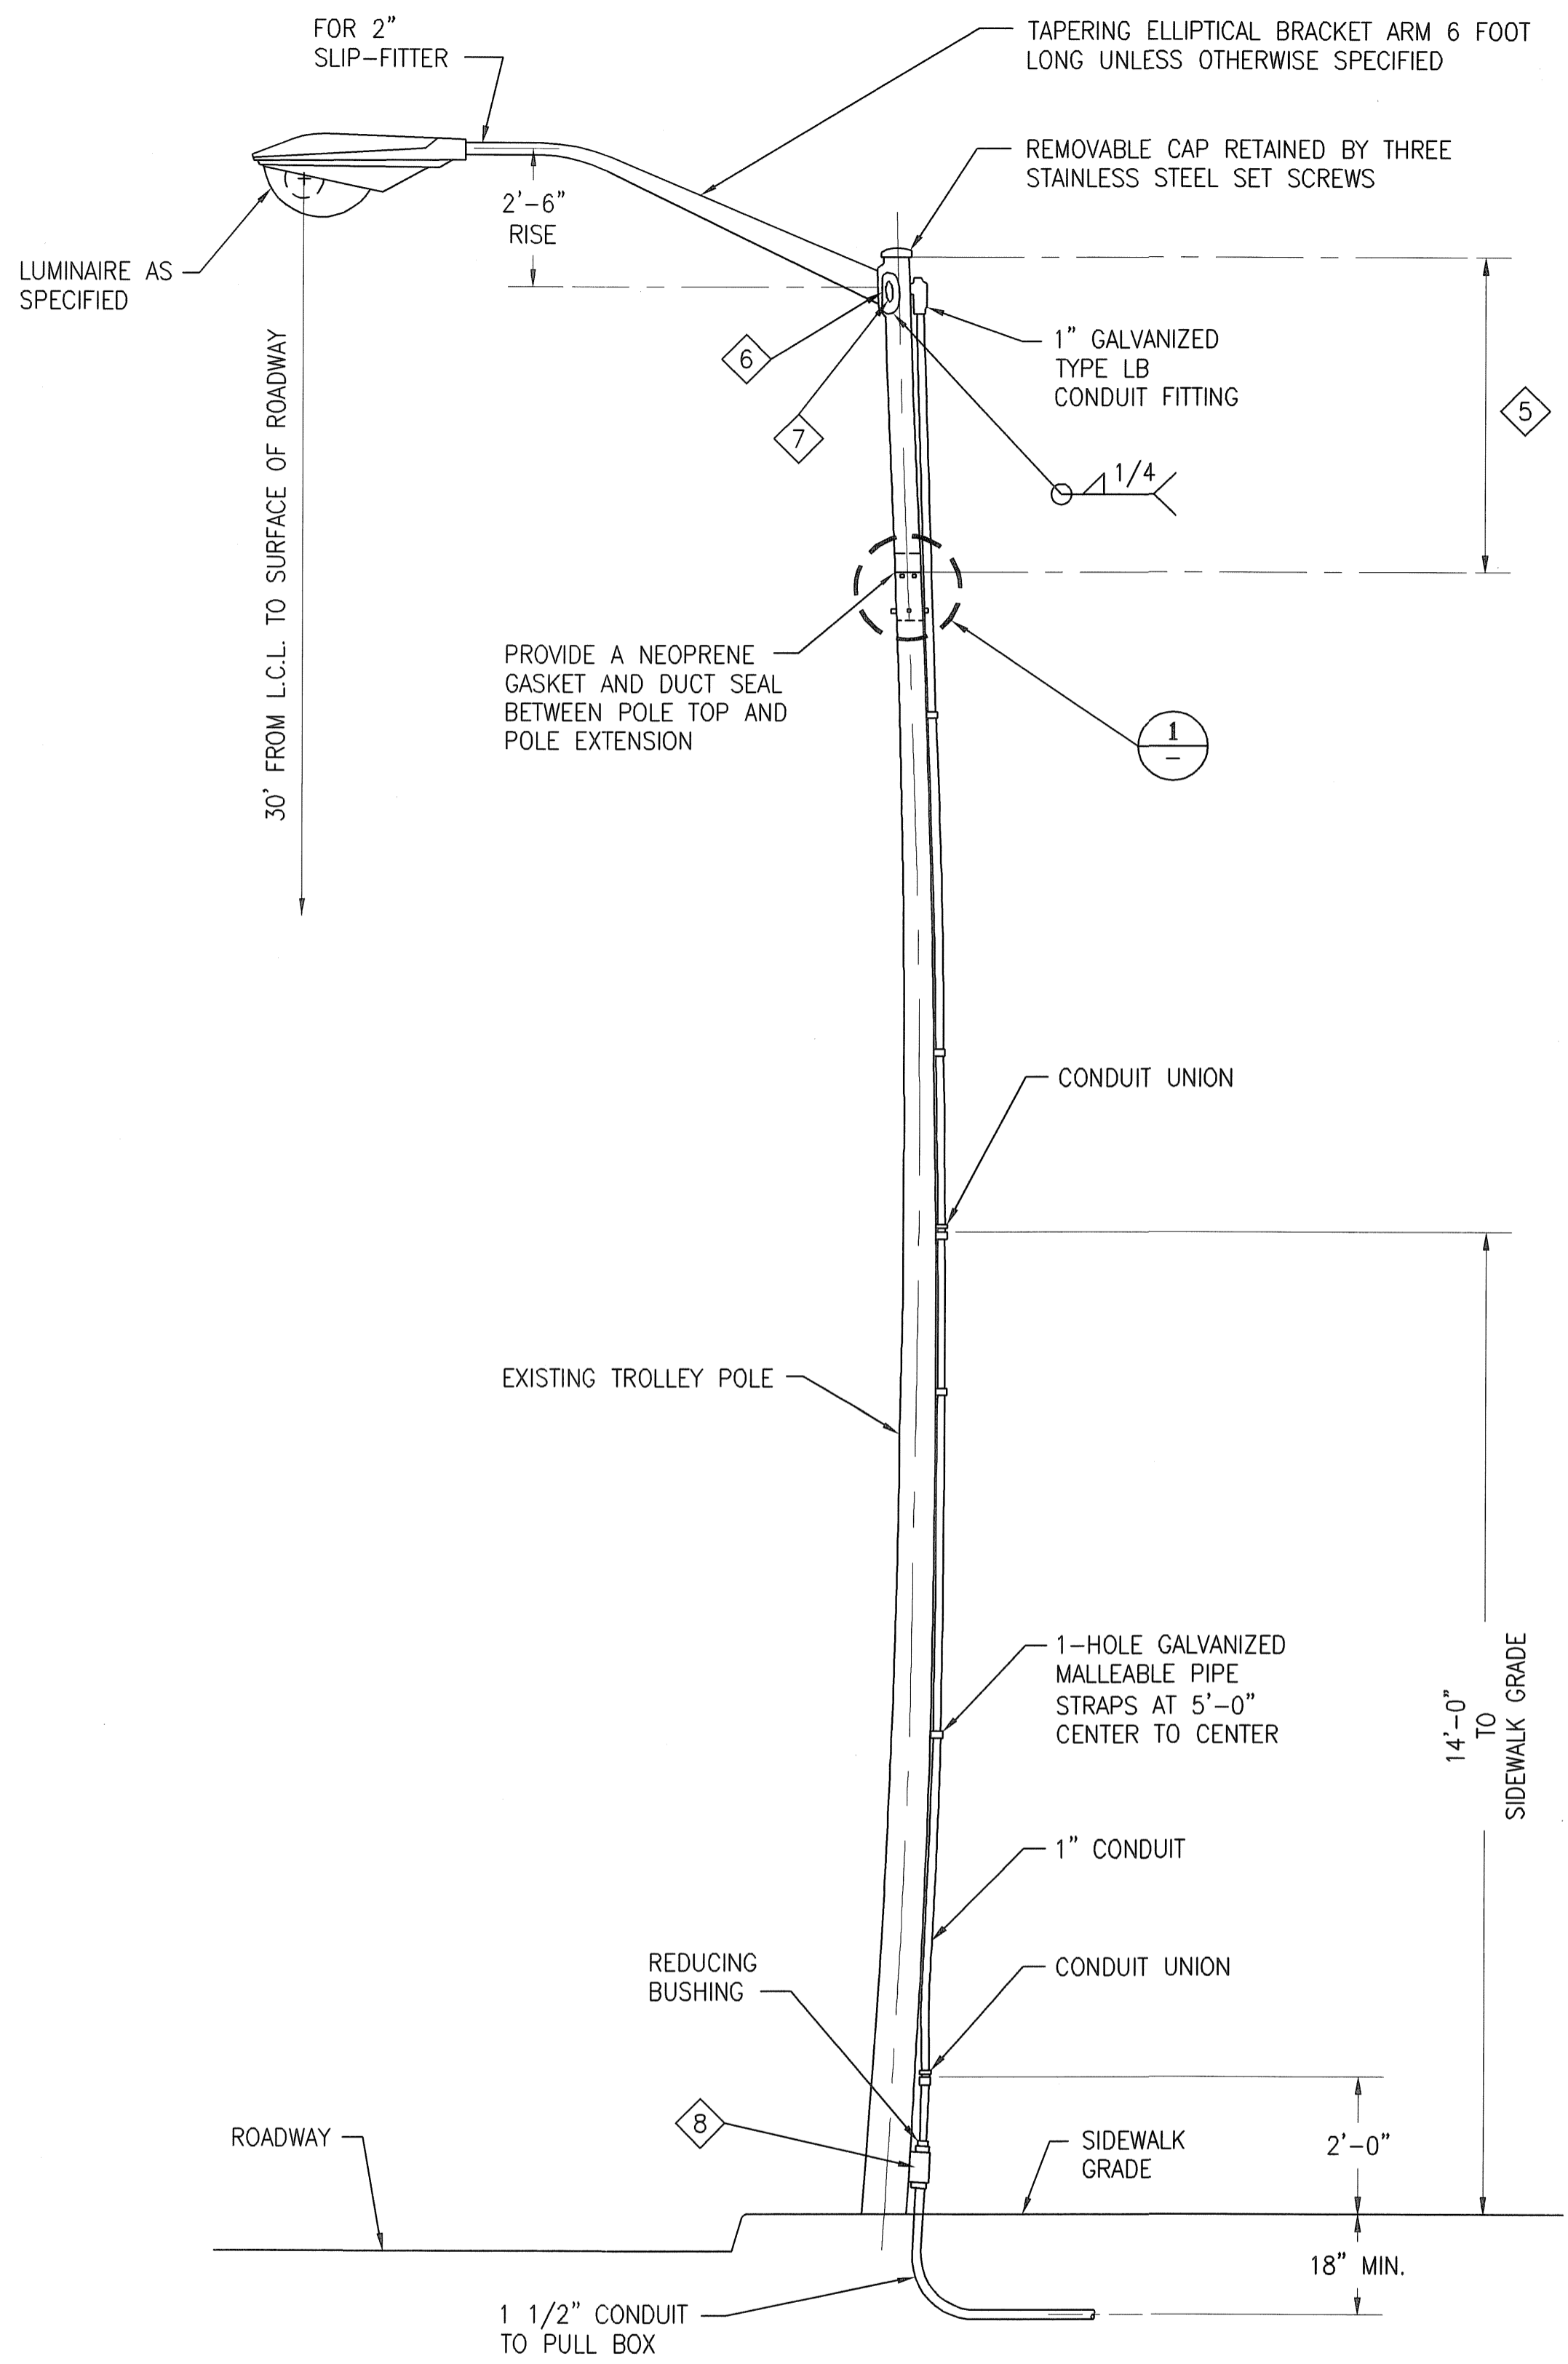 FOR 2"
SLIP-FITTER
TAPERING ELLIPTICAL BRACKET ARM 6 FOOT
LONG UNLESS OTHERWISE SPECIFIED
REMOVABLE CAP RETAINED BY THREE
STAINLESS STEEL SET SCREWS
2'-6"
RISE
LUMINAIRE AS
SPECIFIED
30' FROM L.C.L. TO SURFACE OF ROADWAY
6
7
1" GALVANIZED
TYPE LB
CONDUIT FITTING
5
1/4
PROVIDE A NEOPRENE
GASKET AND DUCT SEAL
BETWEEN POLE TOP AND
POLE EXTENSION
1
-
CONDUIT UNION
EXISTING TROLLEY POLE
1-HOLE GALVANIZED
MALLEABLE PIPE
STRAPS AT 5'-0"
CENTER TO CENTER
14'-0"
TO
SIDEWALK GRADE
1" CONDUIT
REDUCING
BUSHING
CONDUIT UNION
8
ROADWAY
SIDEWALK
GRADE
2'-0"
18" MIN.
1 1/2" CONDUIT
TO PULL BOX